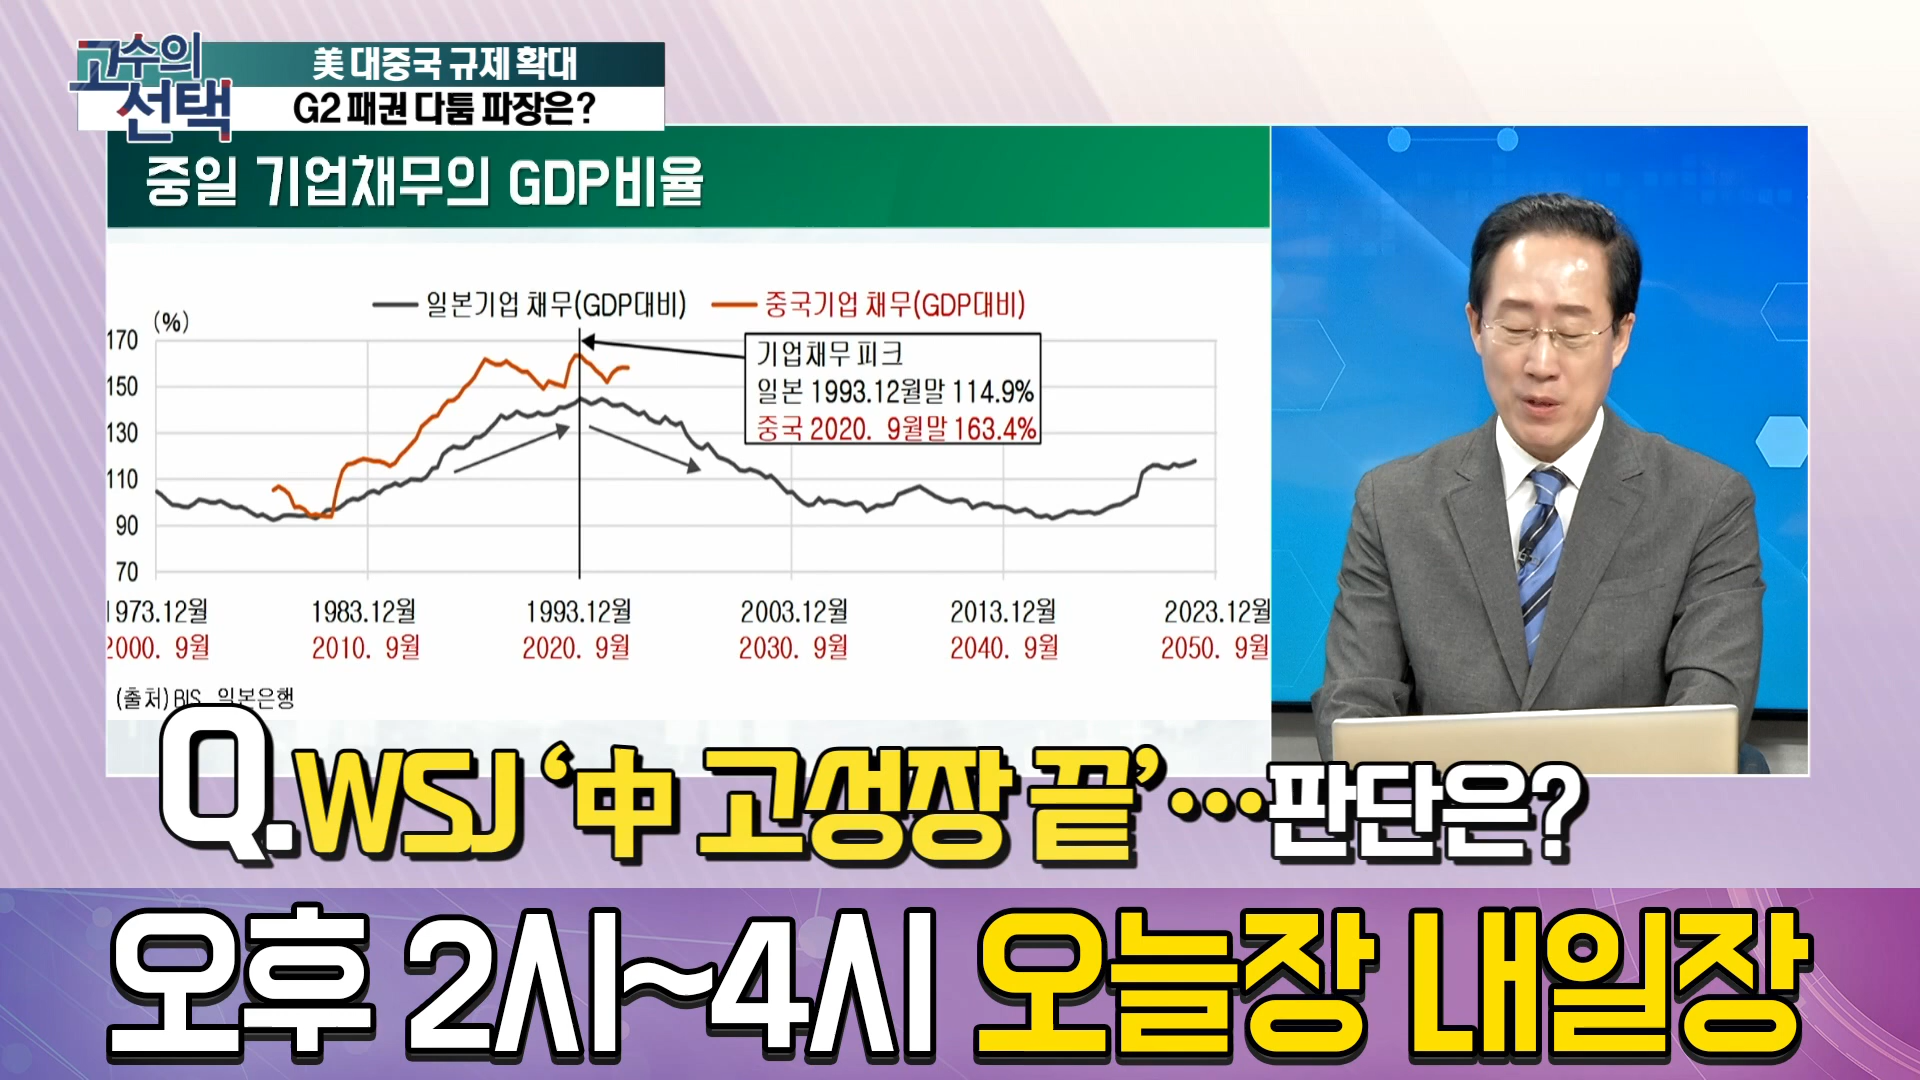 고수의
선택
美 대중국 규제 확대
G2 패권 다툼 파장은?
중일 기업채무의 GDP비율
일본기업 채무(GDP대비) 중국기업 채무(GDP대비)
(%)
170
150
130
110
90
70
기업채무 피크
일본 1993.12월말 114.9%
중국 2020. 9월말 163.4%
1973.12월 1983.12월 1993.12월 2003.12월 2013.12월 2023.12월
2000. 9월 2010. 9월 2020. 9월 2030. 9월 2040. 9월 2050. 9월
(출처) BIS, 일본은행
Q.WSJ ‘中 고성장 끝’…판단은?
오후 2시~4시 오늘장 내일장